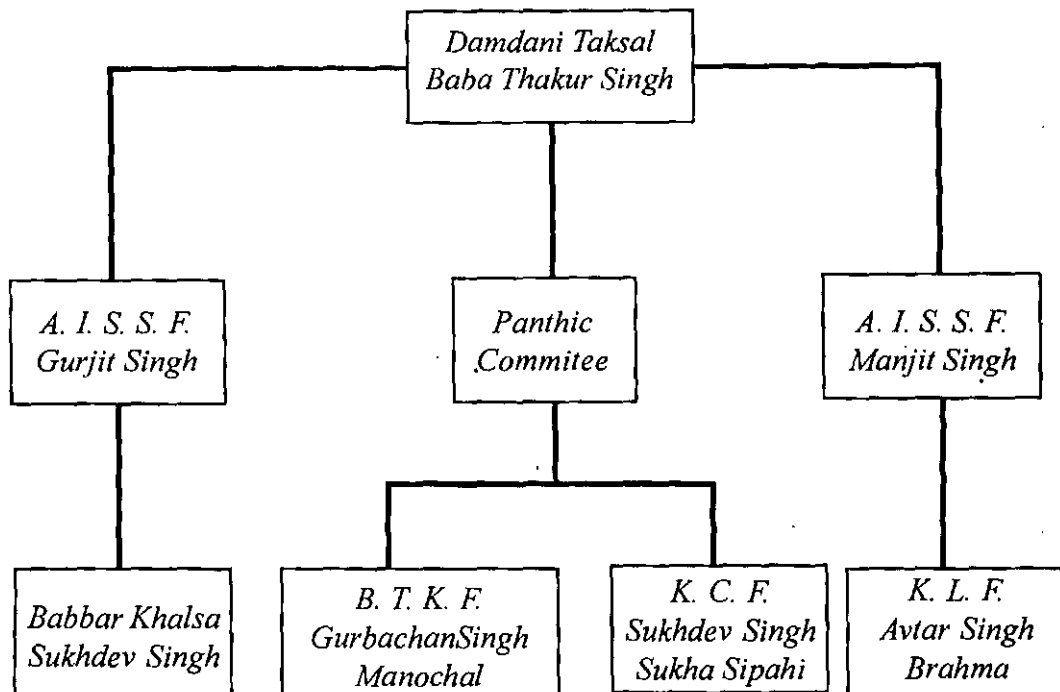 Damdani Taksal
Baba Thakur Singh
A. I. S. S. F.
Gurjit Singh
Panthic
Commitee
A. I. S. S. F.
Manjit Singh
Babbar Khalsa
Sukhdev Singh
B. T. K. F.
GurbachanSingh
Manochal
K. C. F.
Sukhdev Singh
Sukha Sipahi
K. L. F.
Avtar Singh
Brahma